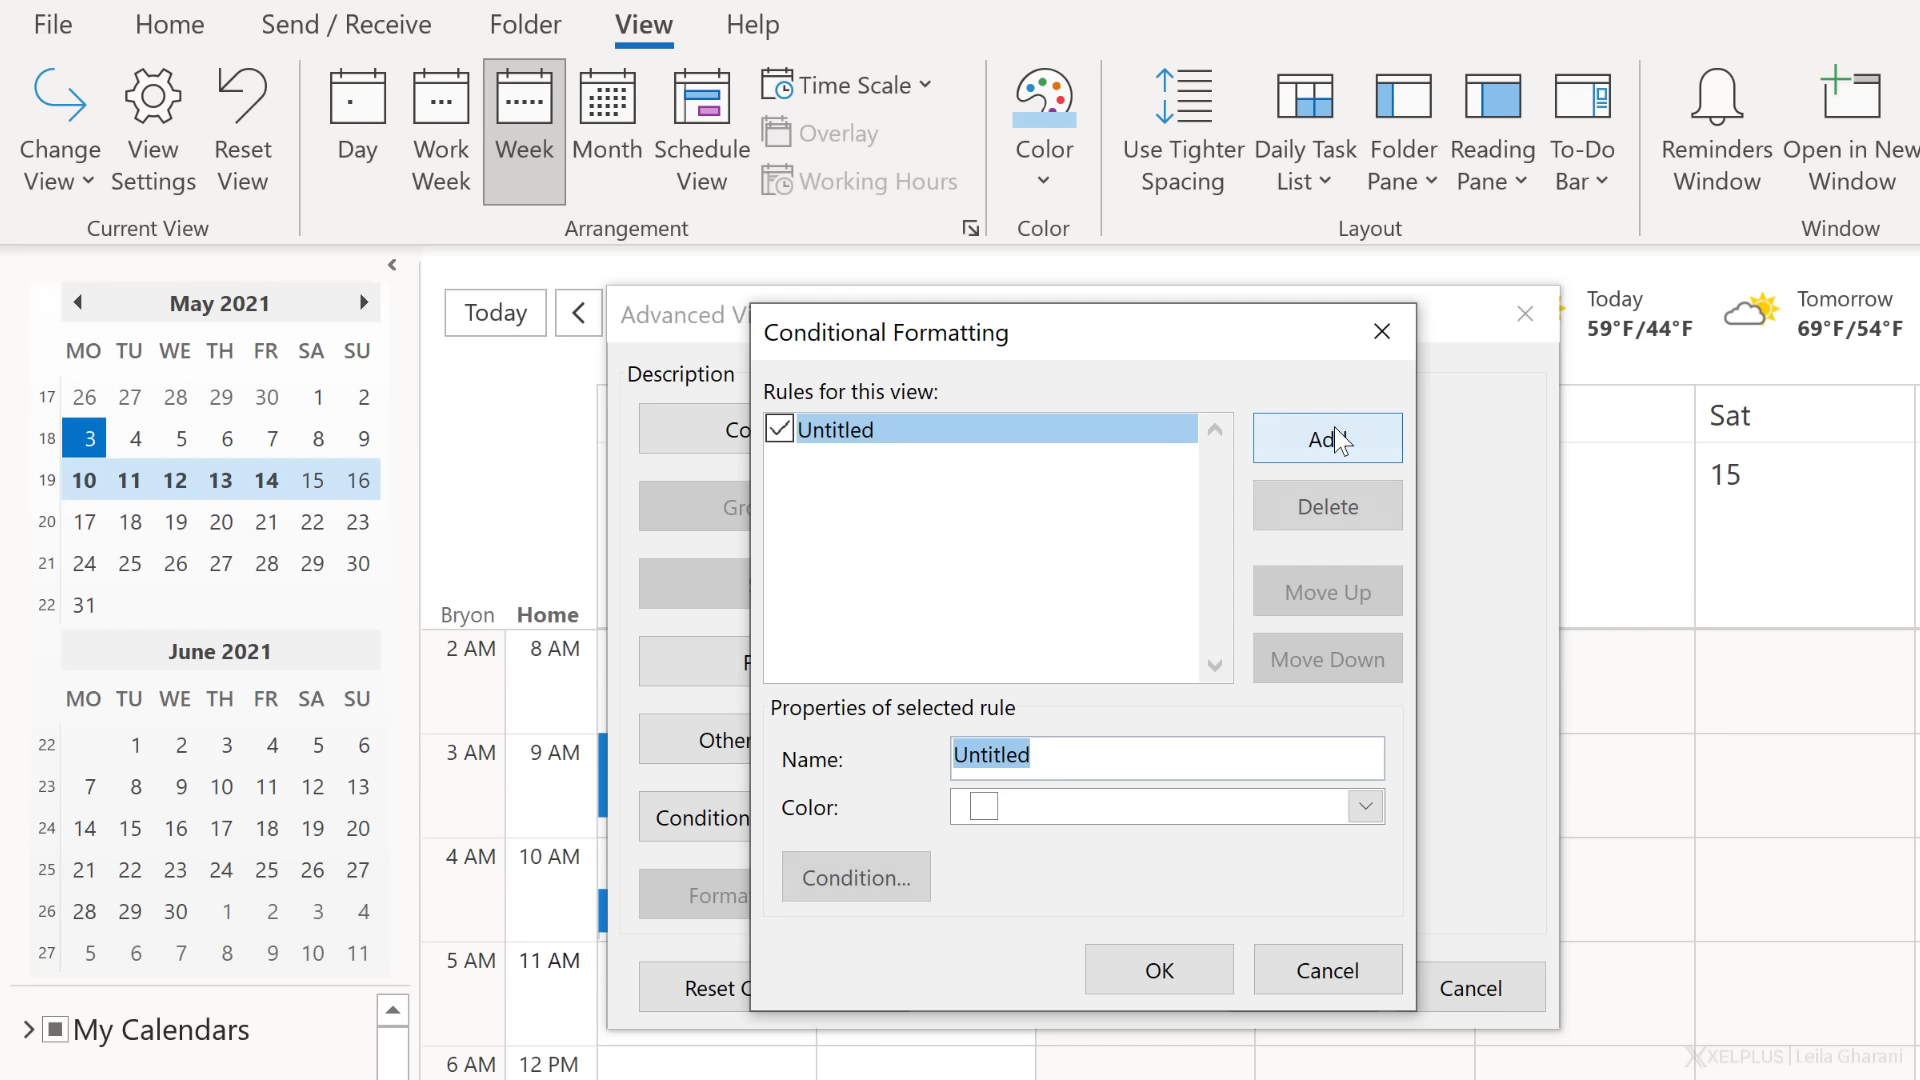 File Home Send / Receive Folder View Help
Change View
View Settings
Reset View
Day
Work Week
Week
Month
Schedule View
Time Scale
Overlay
Working Hours
Color
Use Tighter Spacing
Daily Task List
Folder Pane
Reading Pane
To-Do Bar
Reminders Window
Open in New Window
Current View Arrangement Color Layout Window
May 2021
MO TU WE TH FR SA SU
17 26 27 28 29 30 1 2
18 3 4 5 6 7 8 9
19 10 11 12 13 14 15 16
20 17 18 19 20 21 22 23
21 24 25 26 27 28 29 30
22 31
June 2021
MO TU WE TH FR SA SU
22 1 2 3 4 5 6
23 7 8 9 10 11 12 13
24 14 15 16 17 18 19 20
25 21 22 23 24 25 26 27
26 28 29 30 1 2 3 4
27 5 6 7 8 9 10 11
My Calendars
Today
Today
59°F/44°F
Tomorrow
69°F/54°F
Sat
15
Bryon Home
2 AM 8 AM
3 AM 9 AM
4 AM 10 AM
5 AM 11 AM
6 AM 12 PM
Advanced
Description
Co
Gr
Other
Condition
Forma
Reset
Cancel
Conditional Formatting
Rules for this view:
Untitled
Add
Delete
Move Up
Move Down
Properties of selected rule
Name: Untitled
Color:
Condition...
OK Cancel
XELPLUS | Leila Gharani